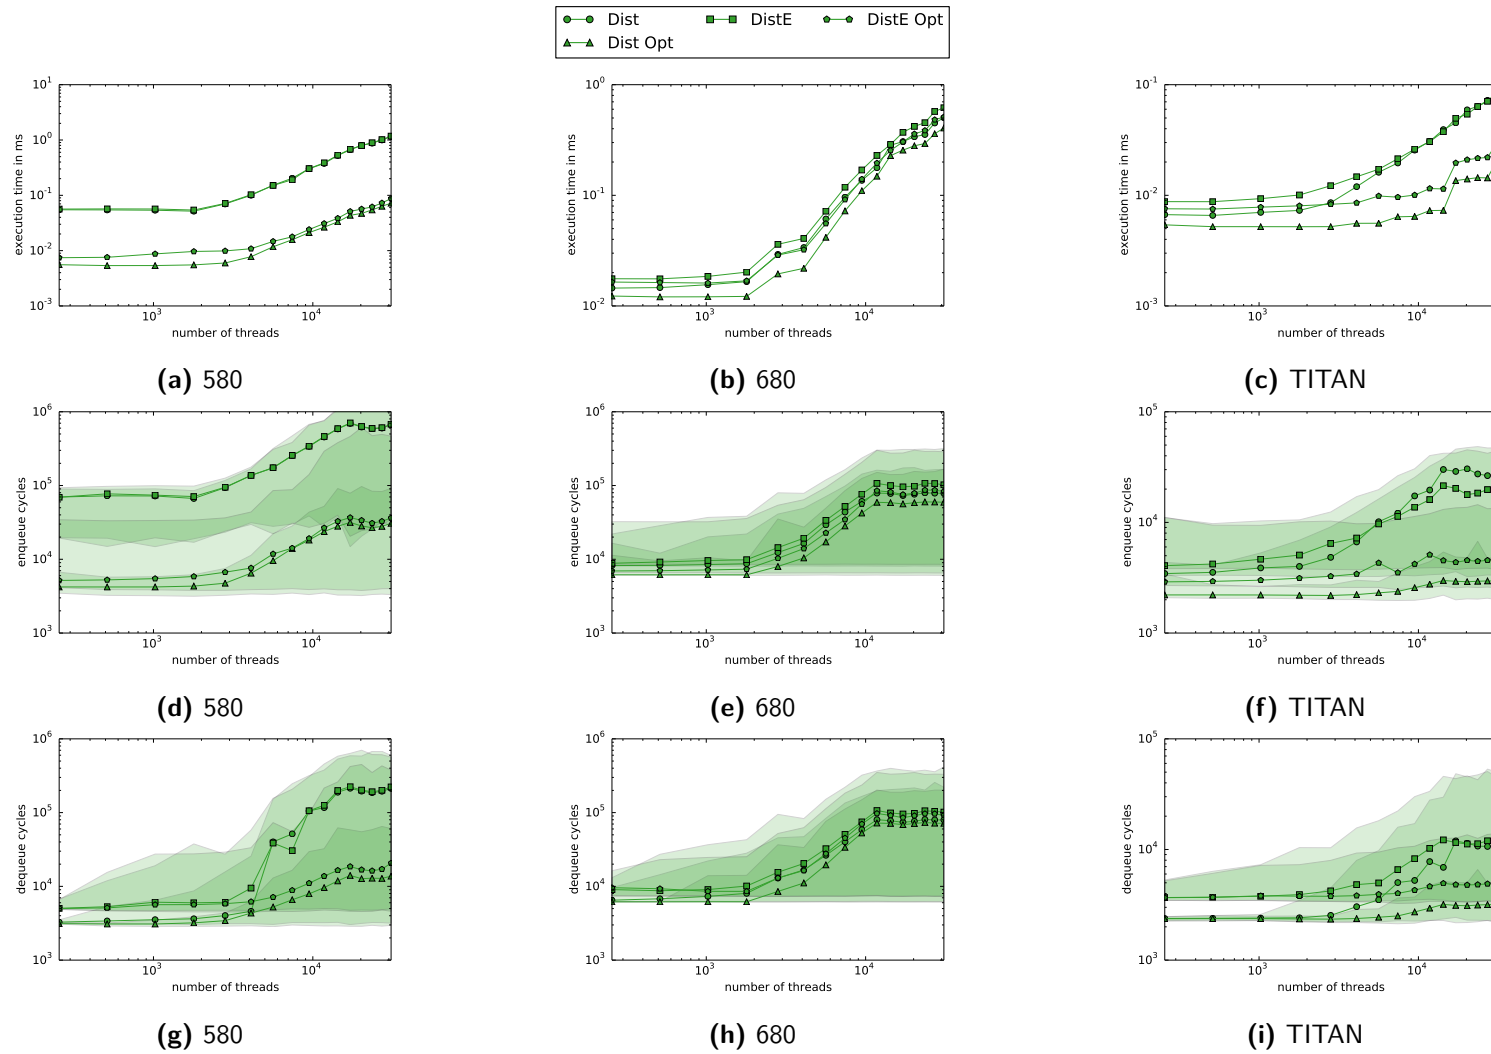 Dist DistE DistE Opt
Dist Opt
10^1 10^0 10^-1 10^-2 10^-3
execution time in ms
10^3 10^4
number of threads
(a) 580
10^0 10^-1 10^-2
execution time in ms
10^3 10^4
number of threads
(b) 680
10^-1 10^-2 10^-3
execution time in ms
10^3 10^4
number of threads
(c) TITAN
10^6 10^5 10^4 10^3
enqueue cycles
10^3 10^4
number of threads
(d) 580
10^6 10^5 10^4 10^3
enqueue cycles
10^3 10^4
number of threads
(e) 680
10^5 10^4 10^3
enqueue cycles
10^3 10^4
number of threads
(f) TITAN
10^6 10^5 10^4 10^3
dequeue cycles
10^3 10^4
number of threads
(g) 580
10^6 10^5 10^4 10^3
dequeue cycles
10^3 10^4
number of threads
(h) 680
10^5 10^4 10^3
dequeue cycles
10^3 10^4
number of threads
(i) TITAN